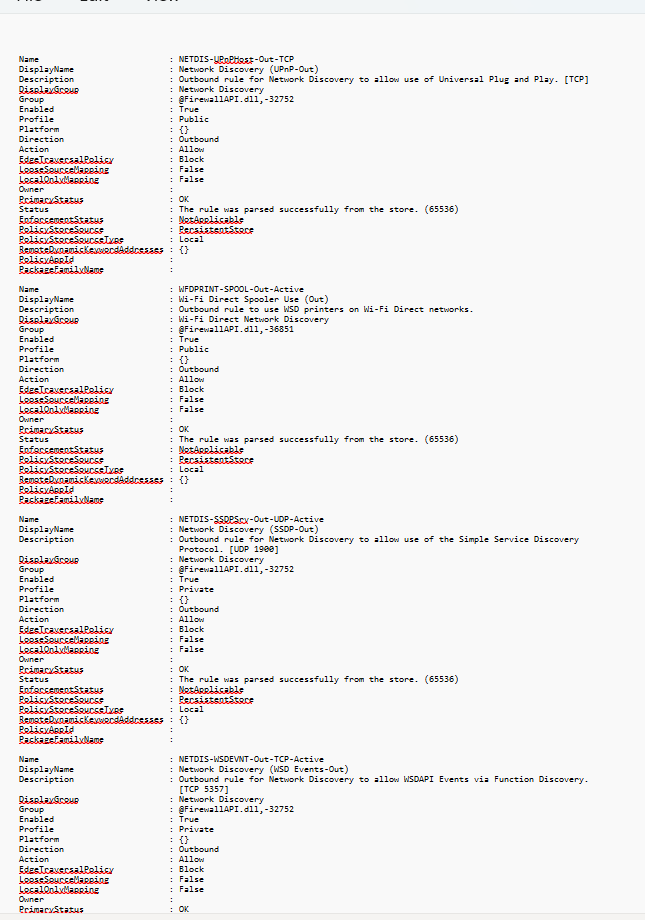 Name : NETDIS-UPnPHost-Out-TCP
DisplayName : Network Discovery (UPnP-Out)
Description : Outbound rule for Network Discovery to allow use of Universal Plug and Play. [TCP]
DisplayGroup : Network Discovery
Group : @FirewallAPI.dll,-32752
Enabled : True
Profile : Public
Platform : {}
Direction : Outbound
Action : Allow
EdgeTraversalPolicy : Block
LooseSourceMapping : False
LocalOnlyMapping : False
Owner :
PrimaryStatus : OK
Status : The rule was parsed successfully from the store. (65536)
EnforcementStatus : NotApplicable
PolicyStoreSource : PersistentStore
PolicyStoreSourceType : Local
RemoteDynamicKeywordAddresses : {}
PolicyAppId :
PackageFamilyName :
Name : WFDPRINT-SPOOL-Out-Active
DisplayName : Wi-Fi Direct Spooler Use (Out)
Description : Outbound rule to use WSD printers on Wi-Fi Direct networks.
DisplayGroup : Wi-Fi Direct Network Discovery
Group : @FirewallAPI.dll,-36851
Enabled : True
Profile : Public
Platform : {}
Direction : Outbound
Action : Allow
EdgeTraversalPolicy : Block
LooseSourceMapping : False
LocalOnlyMapping : False
Owner :
PrimaryStatus : OK
Status : The rule was parsed successfully from the store. (65536)
EnforcementStatus : NotApplicable
PolicyStoreSource : PersistentStore
PolicyStoreSourceType : Local
RemoteDynamicKeywordAddresses : {}
PolicyAppId :
PackageFamilyName :
Name : NETDIS-SSDPSrv-Out-UDP-Active
DisplayName : Network Discovery (SSDP-Out)
Description : Outbound rule for Network Discovery to allow use of the Simple Service Discovery
Protocol. [UDP 1900]
DisplayGroup : Network Discovery
Group : @FirewallAPI.dll,-32752
Enabled : True
Profile : Private
Platform : {}
Direction : Outbound
Action : Allow
EdgeTraversalPolicy : Block
LooseSourceMapping : False
LocalOnlyMapping : False
Owner :
PrimaryStatus : OK
Status : The rule was parsed successfully from the store. (65536)
EnforcementStatus : NotApplicable
PolicyStoreSource : PersistentStore
PolicyStoreSourceType : Local
RemoteDynamicKeywordAddresses : {}
PolicyAppId :
PackageFamilyName :
Name : NETDIS-WSDEVNT-Out-TCP-Active
DisplayName : Network Discovery (WSD Events-Out)
Description : Outbound rule for Network Discovery to allow WSDAPI Events via Function Discovery.
[TCP 5357]
DisplayGroup : Network Discovery
Group : @FirewallAPI.dll,-32752
Enabled : True
Profile : Private
Platform : {}
Direction : Outbound
Action : Allow
EdgeTraversalPolicy : Block
LooseSourceMapping : False
LocalOnlyMapping : False
Owner :
PrimaryStatus : OK